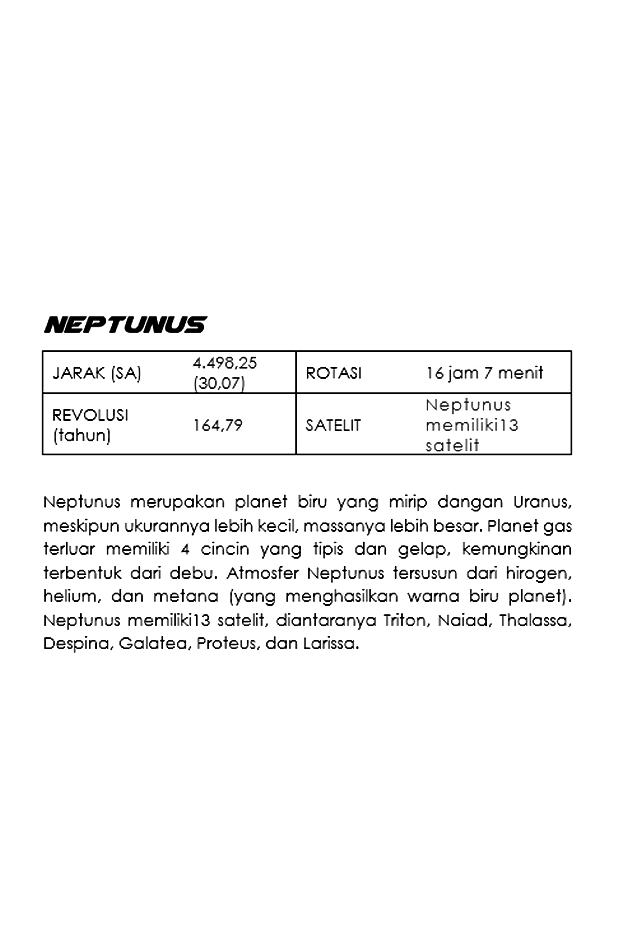 NEPTUNUS
JARAK (SA) 4.498,25 (30,07) ROTASI 16 jam 7 menit
REVOLUSI (tahun) 164,79 SATELIT Neptunus memiliki13 satelit
Neptunus merupakan planet biru yang mirip dangan Uranus,
meskipun ukurannya lebih kecil, massanya lebih besar. Planet gas
terluar memiliki 4 cincin yang tipis dan gelap, kemungkinan
terbentuk dari debu. Atmosfer Neptunus tersusun dari hirogen,
helium, dan metana (yang menghasilkan warna biru planet).
Neptunus memiliki13 satelit, diantaranya Triton, Naiad, Thalassa,
Despina, Galatea, Proteus, dan Larissa.